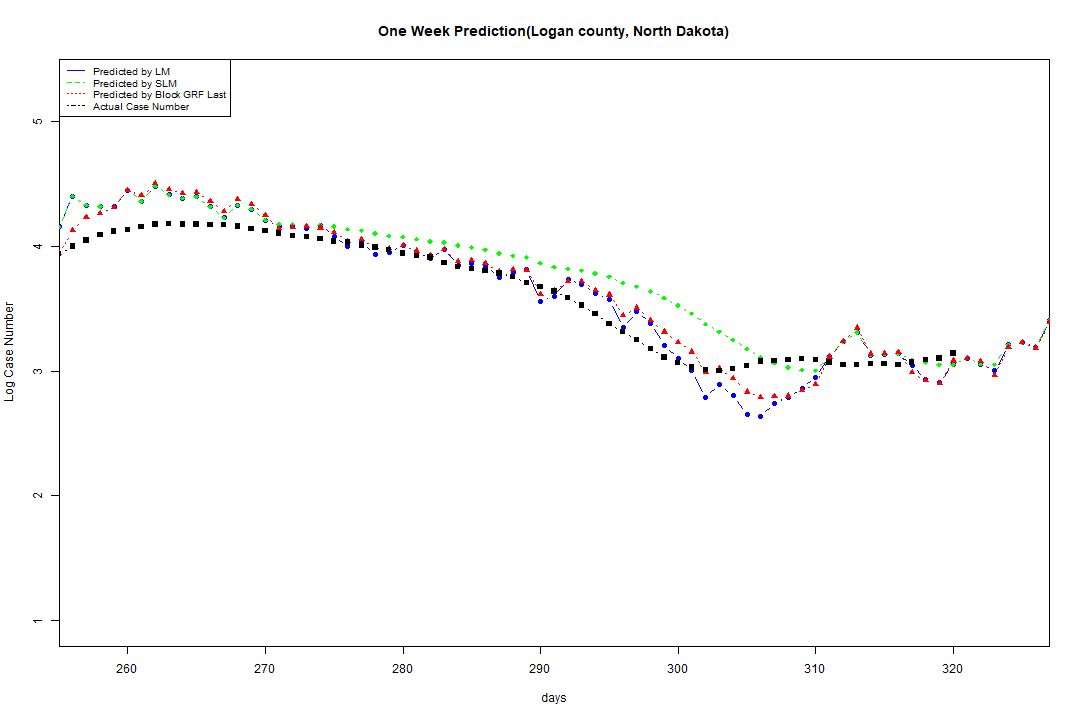 One Week Prediction(Logan county, North Dakota)
Predicted by LM
Predicted by SLM
Predicted by Block GRF Last
Actual Case Number
5
4
3
2
1
Log Case Number
260 270 280 290 300 310 320
days